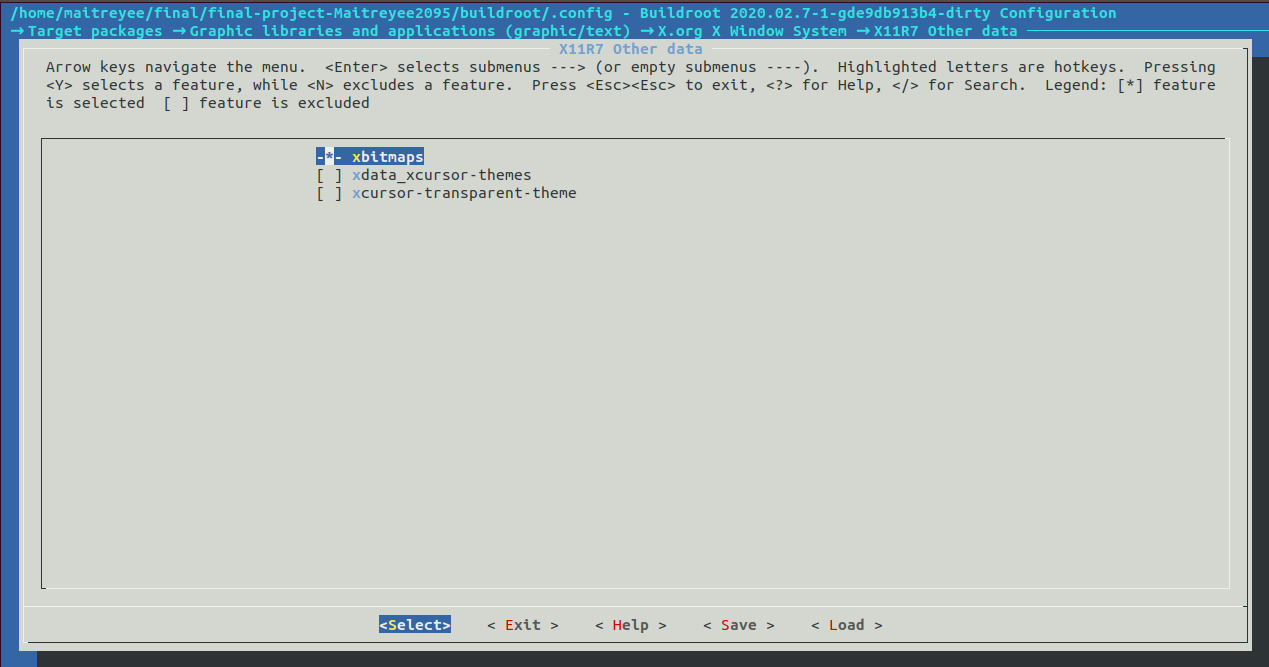 /home/maitreyee/final/final-project-Maitreyee2095/buildroot/.config - Buildroot 2020.02.7-1-gde9db913b4-dirty Configuration
→Target packages →Graphic libraries and applications (graphic/text) →X.org X Window System →X11R7 Other data
X11R7 Other data
Arrow keys navigate the menu.  <Enter> selects submenus ---> (or empty submenus ----).  Highlighted letters are hotkeys.  Pressing
<Y> selects a feature, while <N> excludes a feature.  Press <Esc><Esc> to exit, <?> for Help, </> for Search.  Legend: [*] feature
is selected  [ ] feature is excluded
-*- xbitmaps
[ ] xdata_xcursor-themes
[ ] xcursor-transparent-theme
<Select>    < Exit >    < Help >    < Save >    < Load >